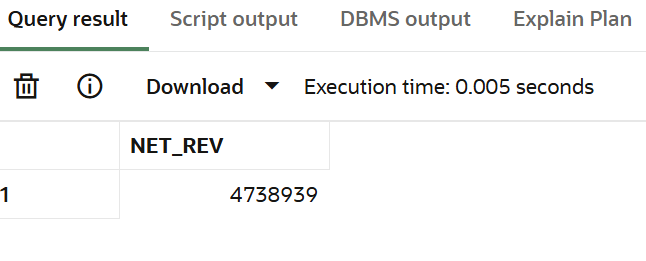 Query result Script output DBMS output Explain Plan
Download Execution time: 0.005 seconds
NET_REV
1 4738939